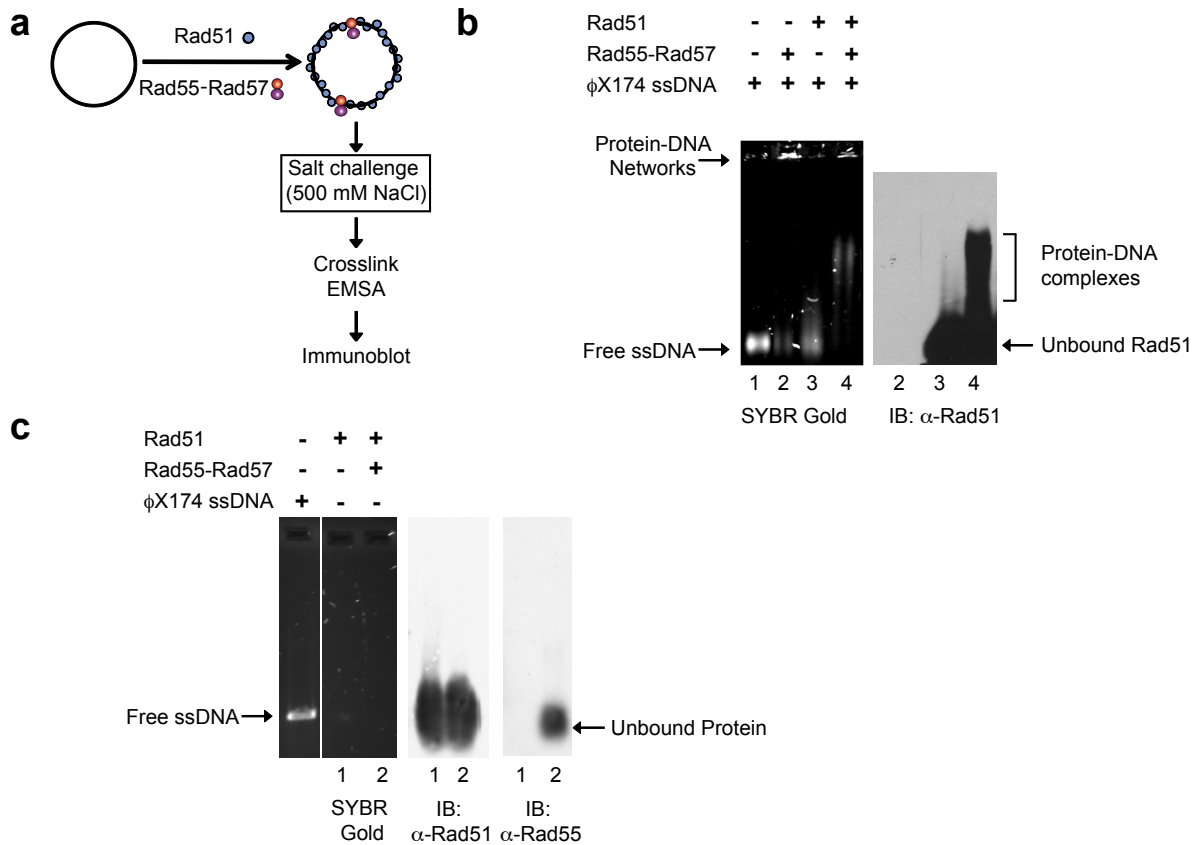 a
Rad51
Rad55-Rad57
Salt challenge
(500 mM NaCl)
Crosslink
EMSA
Immunoblot
b
Rad51 - - + +
Rad55-Rad57 - + - +
ϕX174 ssDNA + + + +
Protein-DNA
Networks
Free ssDNA
Protein-DNA
complexes
Unbound Rad51
1 2 3 4
2 3 4
SYBR Gold
IB: α-Rad51
c
Rad51 - + +
Rad55-Rad57 - - +
ϕX174 ssDNA + - -
Free ssDNA
Unbound Protein
1 2
1 2
1 2
SYBR
Gold
IB:
α-Rad51
IB:
α-Rad55